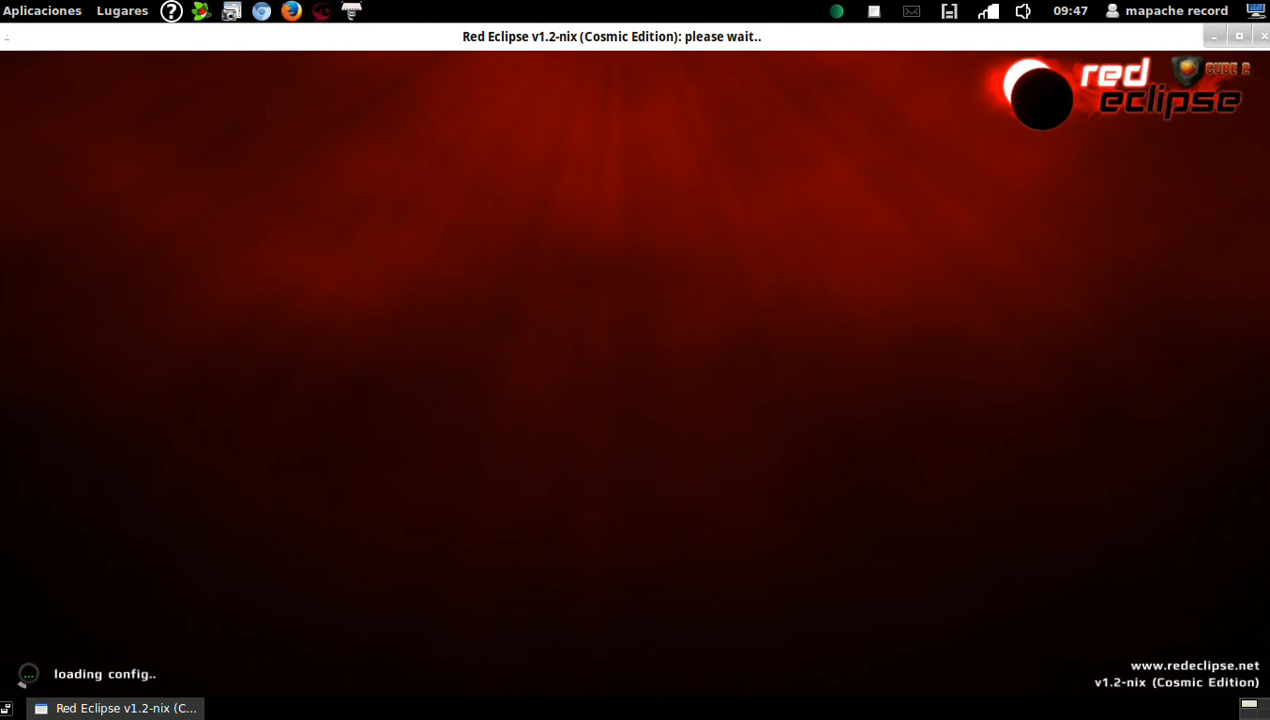 Aplicaciones Lugares 09:47 mapache record
Red Eclipse v1.2-nix (Cosmic Edition): please wait..
red eclipse
CUBE 2
loading config..
www.redeclipse.net
v1.2-nix (Cosmic Edition)
Red Eclipse v1.2-nix (C...